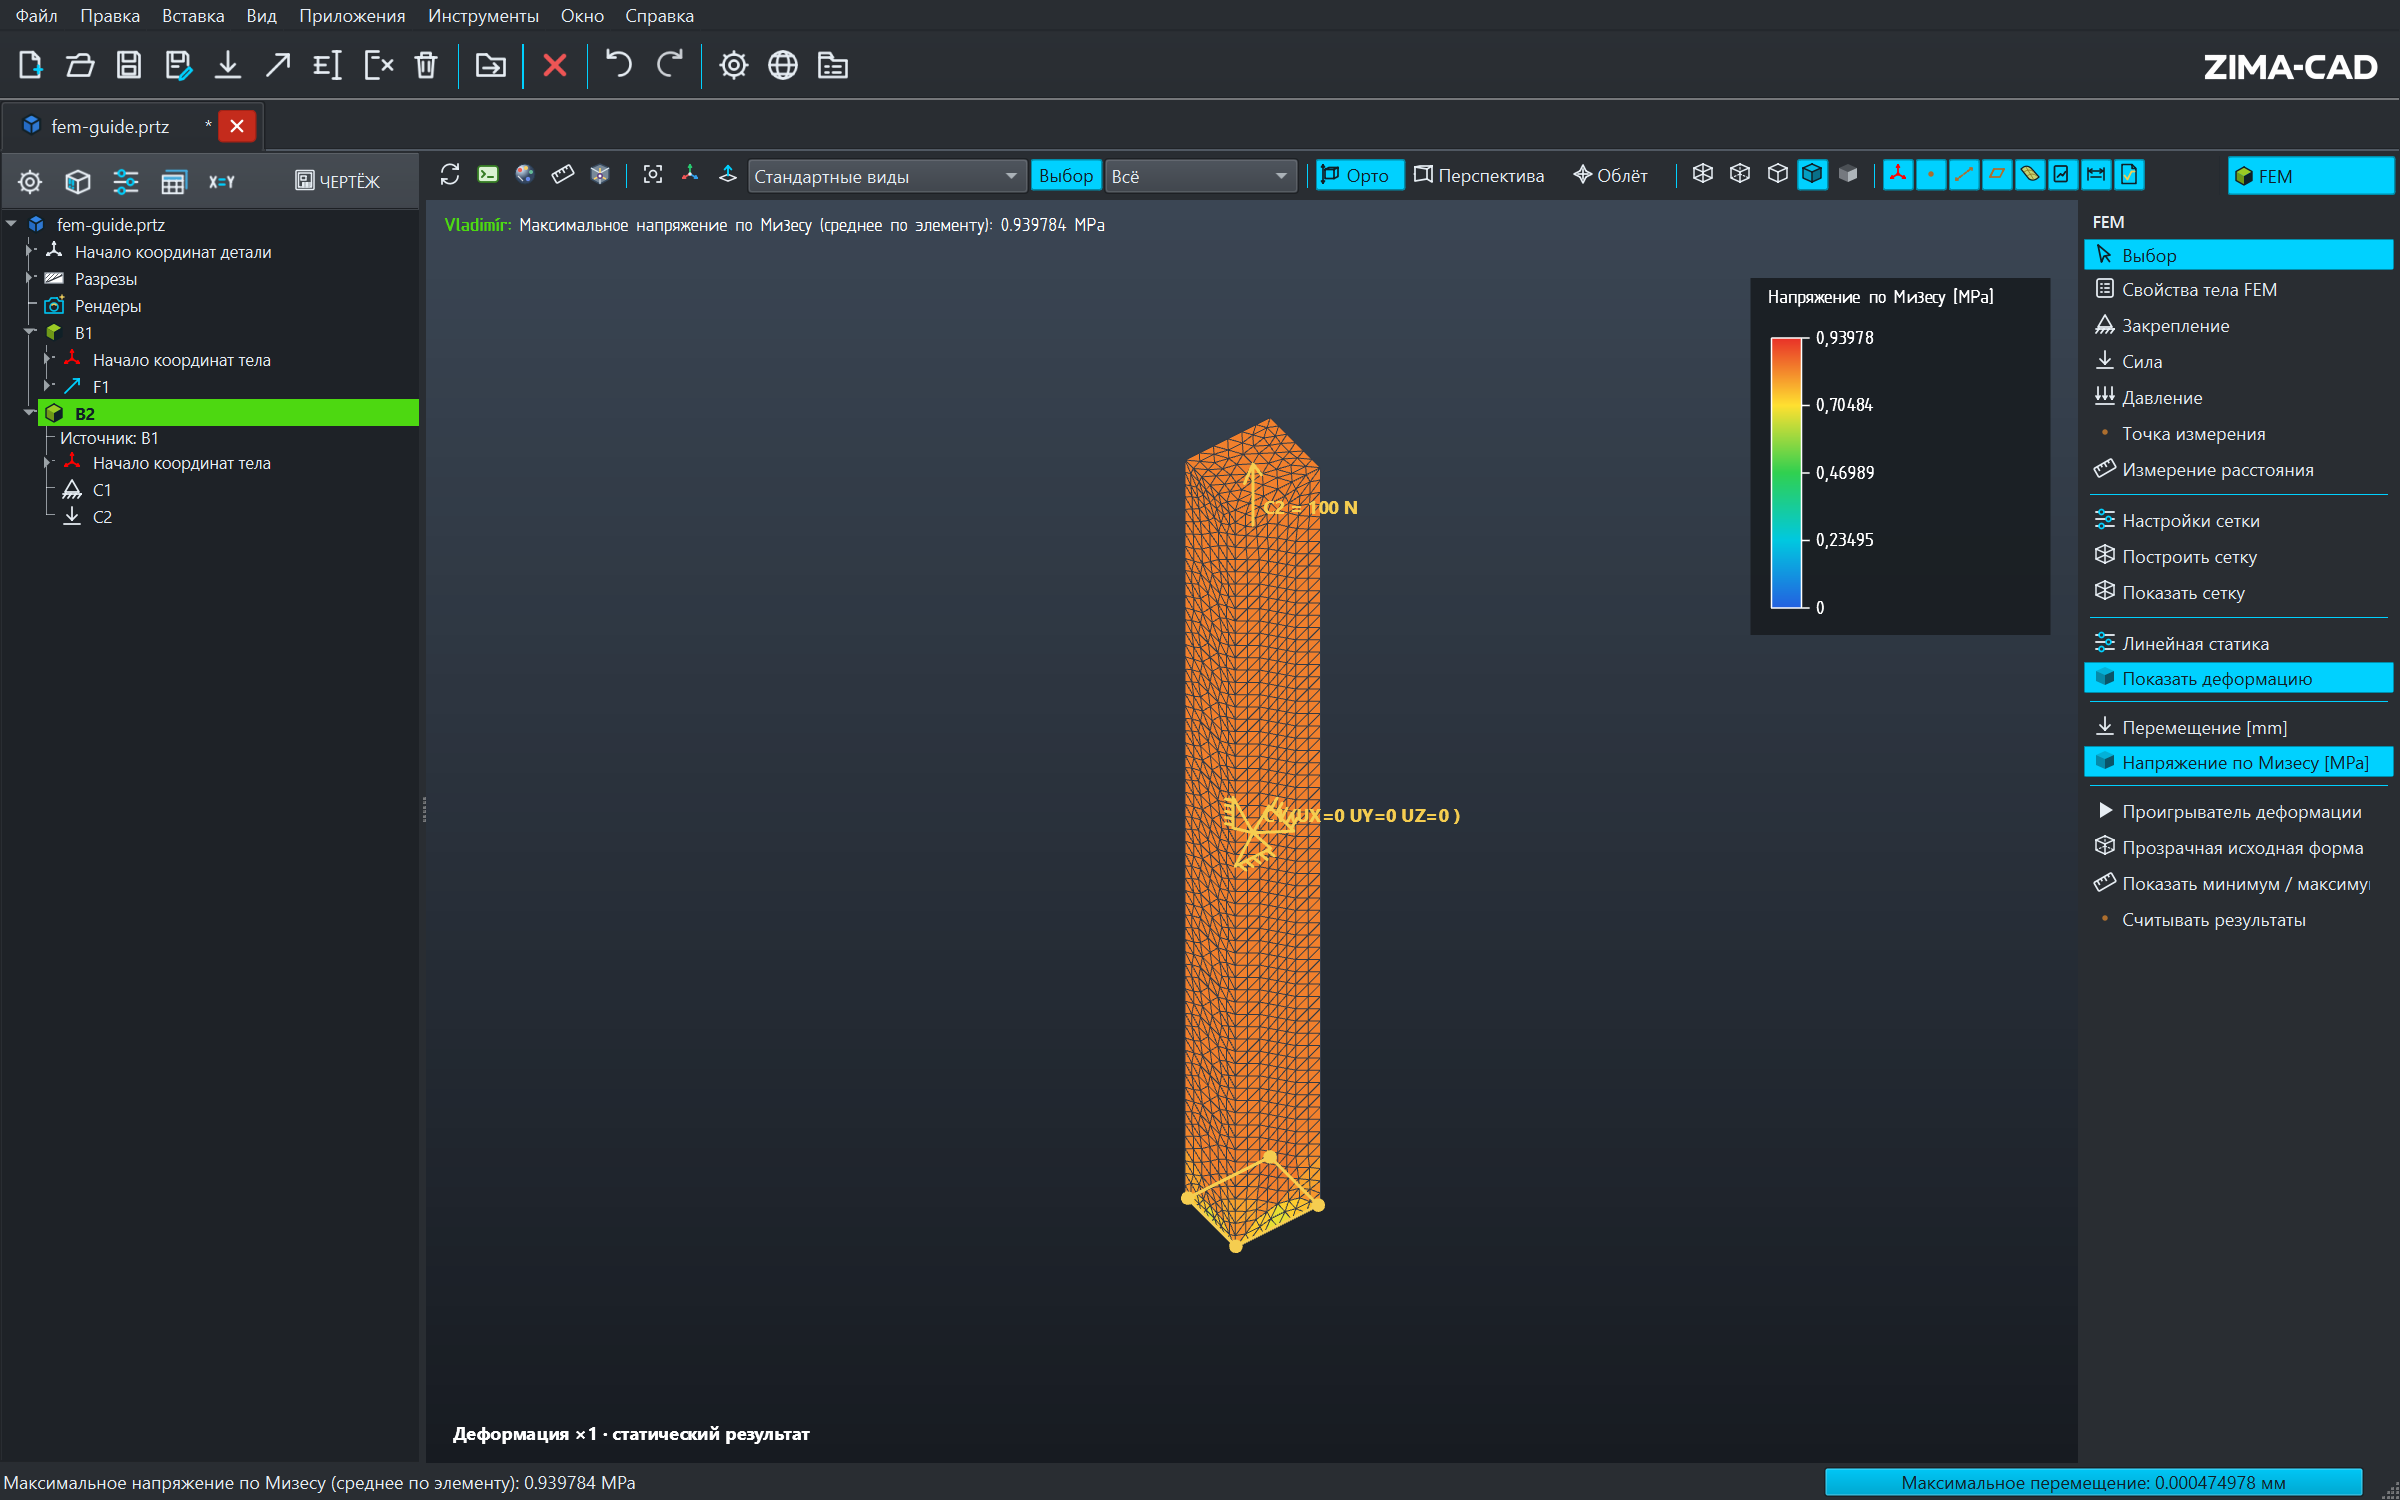 Файл Правка Вставка Вид Приложения Инструменты Окно Справка
ZIMA-CAD
fem-guide.prtz *
X=Y ЧЕРТЁЖ
Стандартные виды Выбор Всё Орто Перспектива Облёт FEM
fem-guide.prtz
Начало координат детали
Разрезы
Рендеры
B1
Начало координат тела
F1
B2
Источник: B1
Начало координат тела
C1
C2
Vladimír: Максимальное напряжение по Мизесу (среднее по элементу): 0.939784 MPa
Напряжение по Мизесу [MPa]
0,93978
0,70484
0,46989
0,23495
0
C2 = 100 N
UX=0 UY=0 UZ=0 )
Деформация ×1 · статический результат
FEM
Выбор
Свойства тела FEM
Закрепление
Сила
Давление
Точка измерения
Измерение расстояния
Настройки сетки
Построить сетку
Показать сетку
Линейная статика
Показать деформацию
Перемещение [mm]
Напряжение по Мизесу [MPa]
Проигрыватель деформации
Прозрачная исходная форма
Показать минимум /
Считывать результаты
Максимальное напряжение по Мизесу (среднее по элементу): 0.939784 MPa
Максимальное перемещение: 0.000474978 мм